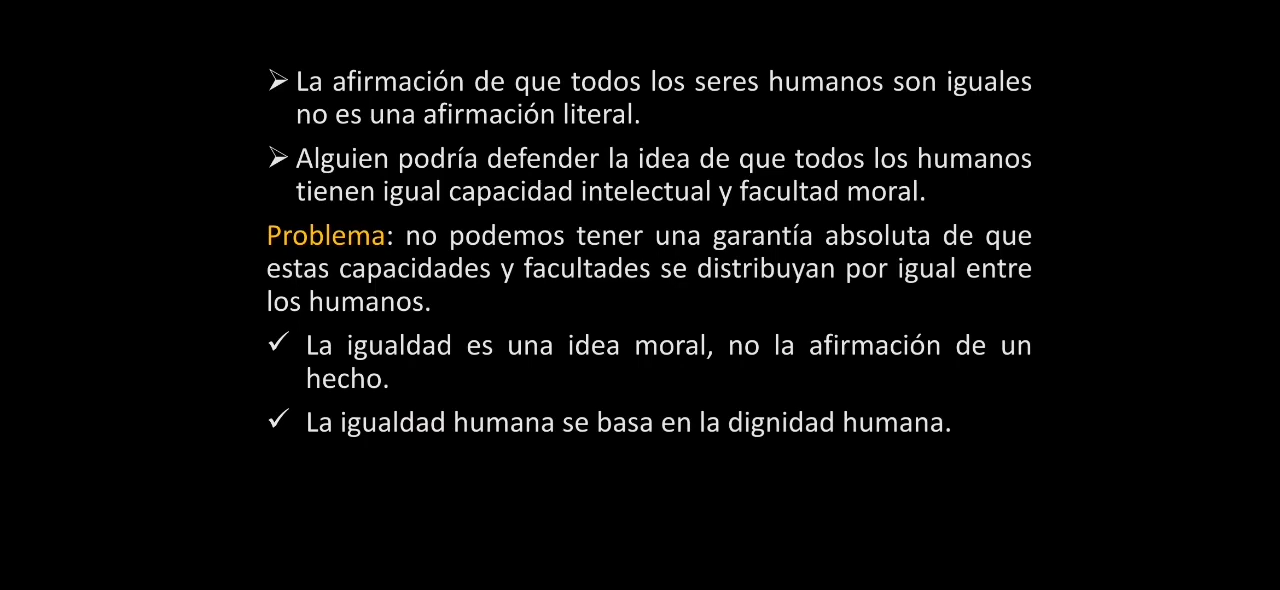 ➢ La afirmación de que todos los seres humanos son iguales
no es una afirmación literal.
➢ Alguien podría defender la idea de que todos los humanos
tienen igual capacidad intelectual y facultad moral.
Problema: no podemos tener una garantía absoluta de que
estas capacidades y facultades se distribuyan por igual entre
los humanos.
✓ La igualdad es una idea moral, no la afirmación de un
hecho.
✓ La igualdad humana se basa en la dignidad humana.